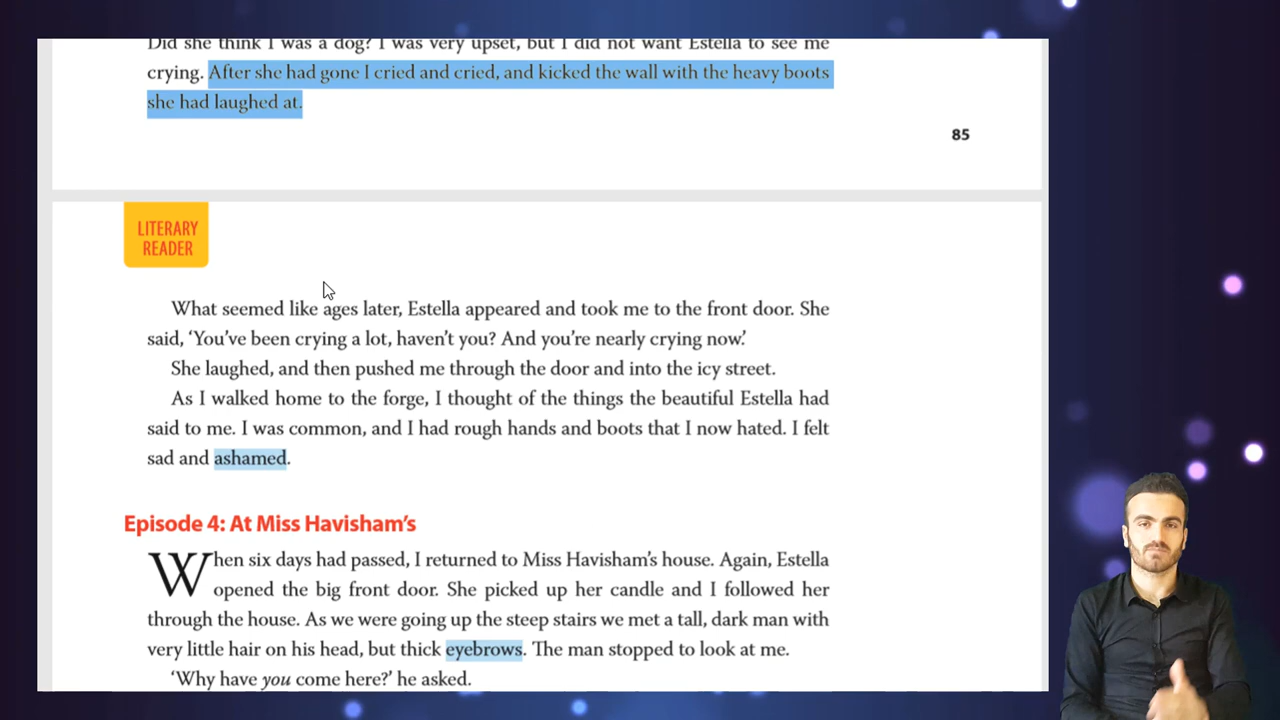 Did she think I was a dog? I was very upset, but I did not want Estella to see me
crying. After she had gone I cried and cried, and kicked the wall with the heavy boots
she had laughed at.
85
LITERARY
READER
What seemed like ages later, Estella appeared and took me to the front door. She
said, ‘You’ve been crying a lot, haven’t you? And you’re nearly crying now.’
She laughed, and then pushed me through the door and into the icy street.
As I walked home to the forge, I thought of the things the beautiful Estella had
said to me. I was common, and I had rough hands and boots that I now hated. I felt
sad and ashamed.
Episode 4: At Miss Havisham’s
When six days had passed, I returned to Miss Havisham’s house. Again, Estella
opened the big front door. She picked up her candle and I followed her
through the house. As we were going up the steep stairs we met a tall, dark man with
very little hair on his head, but thick eyebrows. The man stopped to look at me.
‘Why have you come here?’ he asked.